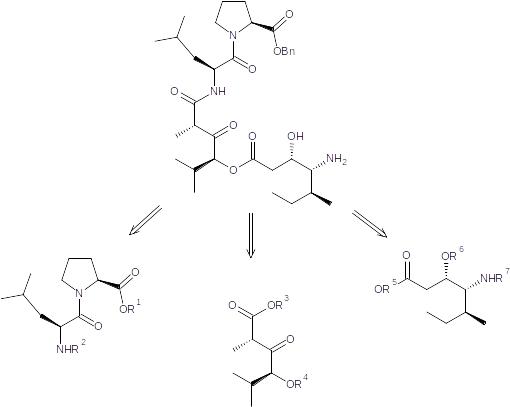 O
N
OBn
O
O NH
O
O OH
NH₂
O
O
N
OR¹
O
NHR²
O OR³
O
OR⁴
O OR⁶
NHR⁷
OR⁵